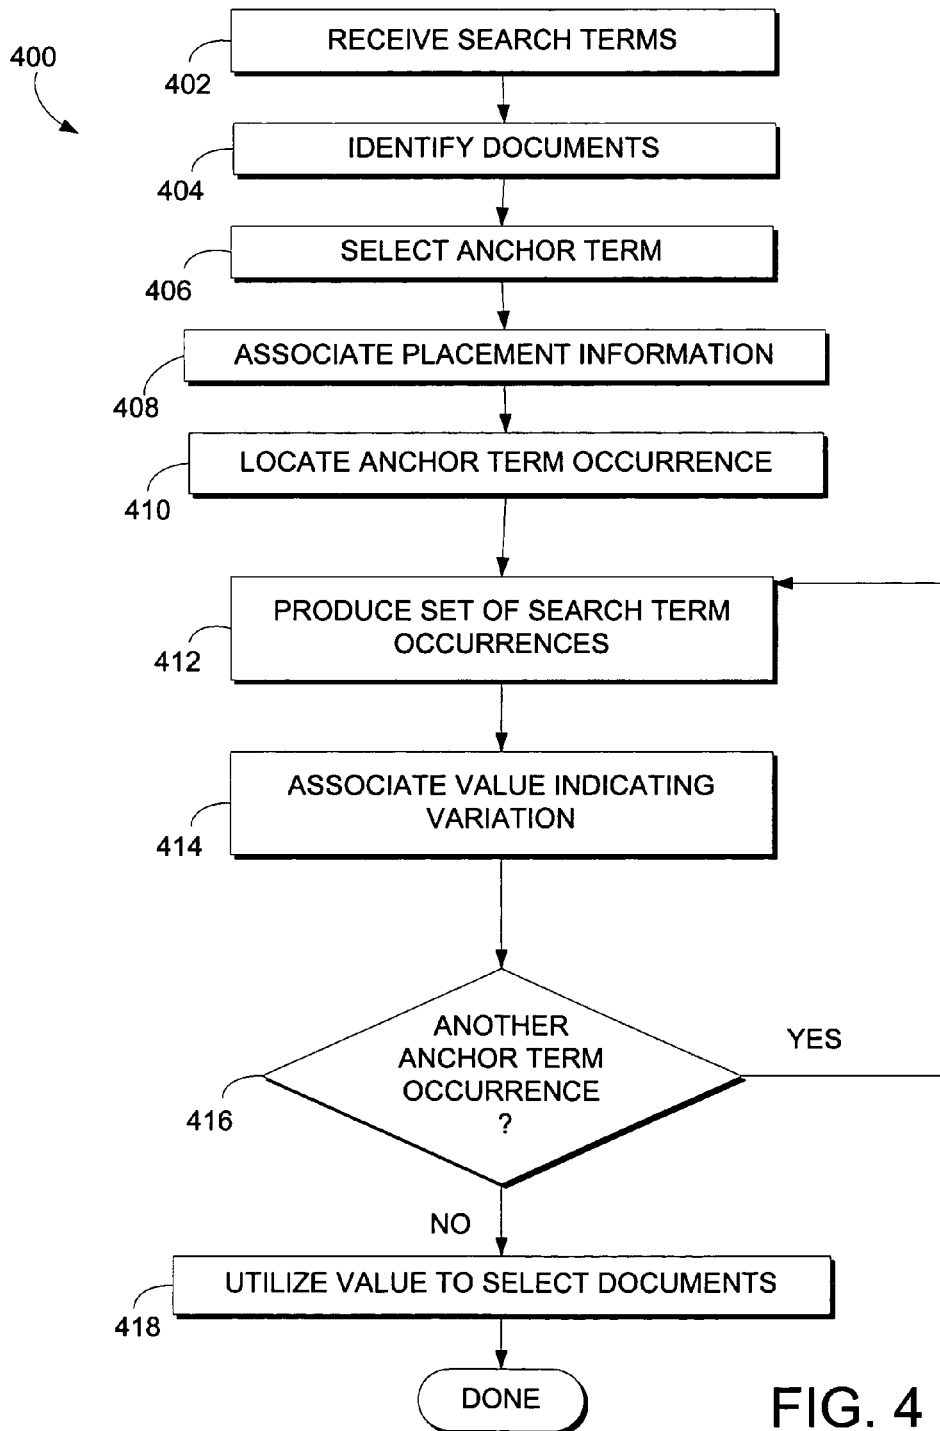 400
RECEIVE SEARCH TERMS
402
IDENTIFY DOCUMENTS
404
SELECT ANCHOR TERM
406
ASSOCIATE PLACEMENT INFORMATION
408
LOCATE ANCHOR TERM OCCURRENCE
410
PRODUCE SET OF SEARCH TERM
OCCURRENCES
412
ASSOCIATE VALUE INDICATING
VARIATION
414
ANOTHER
ANCHOR TERM
OCCURRENCE
?
416
YES
NO
UTILIZE VALUE TO SELECT DOCUMENTS
418
DONE
FIG. 4